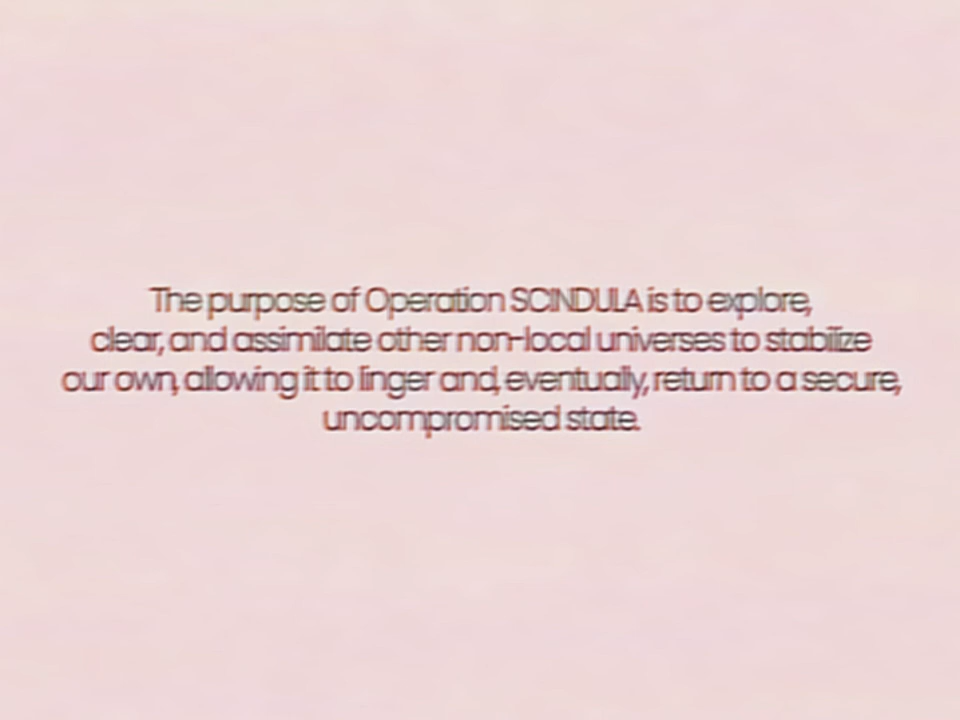 The purpose of Operation SCINDULA is to explore,
clear, and assimilate other non-local universes to stabilize
our own, allowing it to linger and, eventually, return to a secure,
uncompromised state.